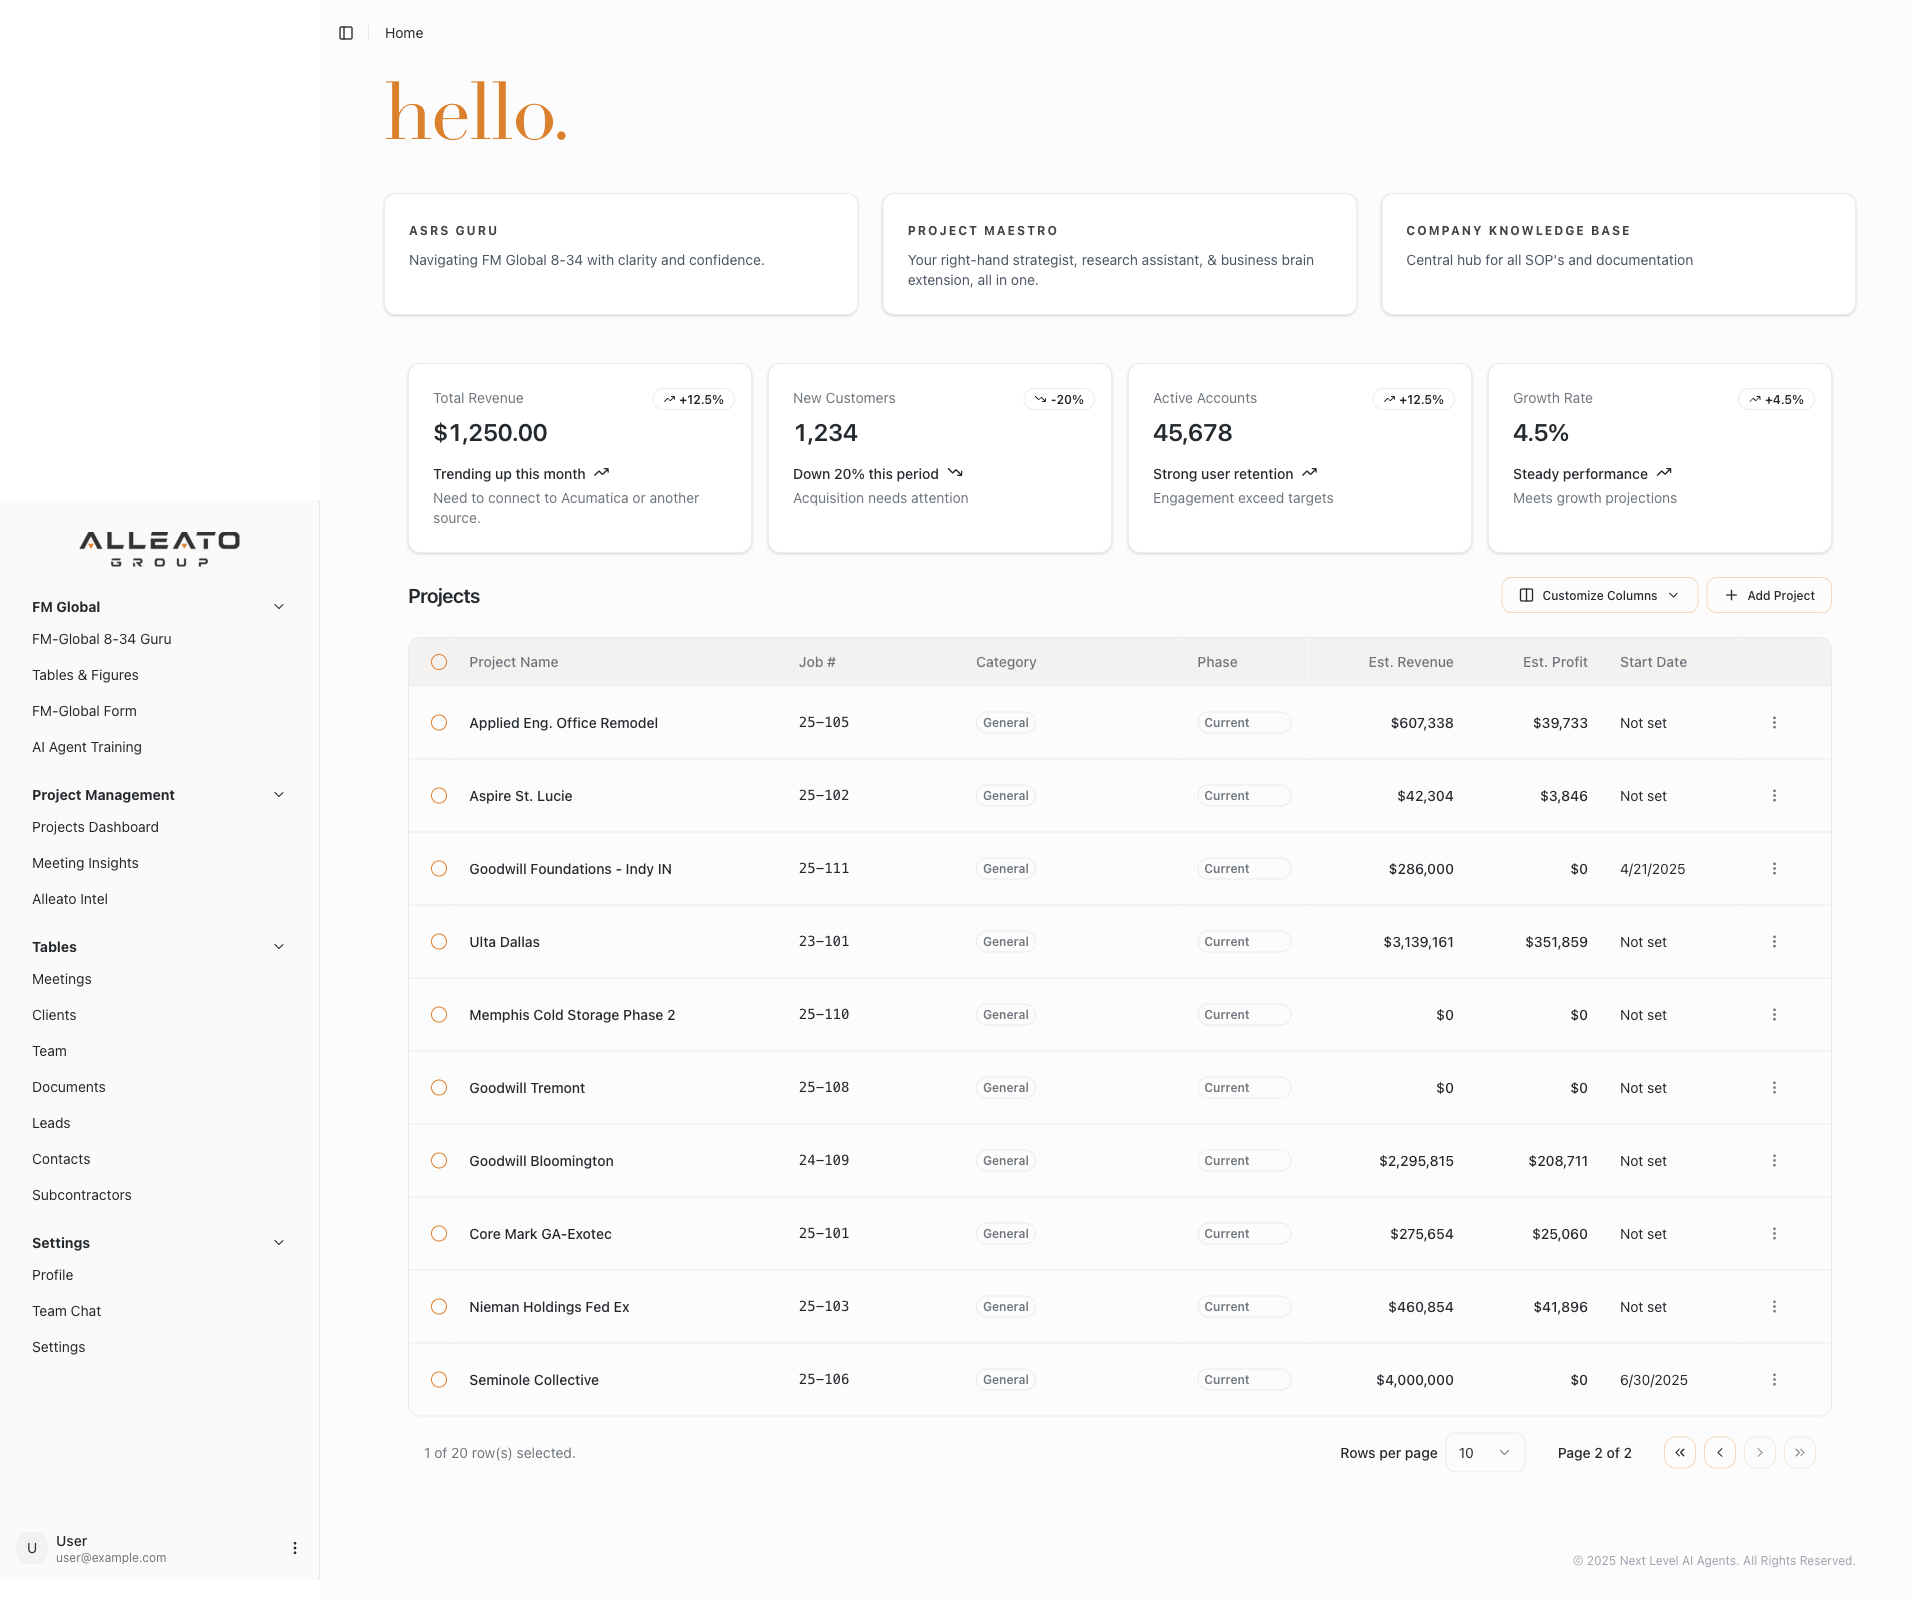 Home
hello.
ASRS GURU
Navigating FM Global 8-34 with clarity and confidence.
PROJECT MAESTRO
Your right-hand strategist, research assistant, & business brain
extension, all in one.
COMPANY KNOWLEDGE BASE
Central hub for all SOP's and documentation
Total Revenue
+12.5%
$1,250.00
Trending up this month
Need to connect to Acumatica or another
source.
New Customers
-20%
1,234
Down 20% this period
Acquisition needs attention
Active Accounts
+12.5%
45,678
Strong user retention
Engagement exceed targets
Growth Rate
+4.5%
4.5%
Steady performance
Meets growth projections
ALLEATO
GROUP
FM Global
FM-Global 8-34 Guru
Tables & Figures
FM-Global Form
AI Agent Training
Project Management
Projects Dashboard
Meeting Insights
Alleato Intel
Tables
Meetings
Clients
Team
Documents
Leads
Contacts
Subcontractors
Settings
Profile
Team Chat
Settings
U
User
user@example.com
Projects
Customize Columns
Add Project
Project Name Job # Category Phase Est. Revenue Est. Profit Start Date
Applied Eng. Office Remodel 25-105 General Current $607,338 $39,733 Not set
Aspire St. Lucie 25-102 General Current $42,304 $3,846 Not set
Goodwill Foundations - Indy IN 25-111 General Current $286,000 $0 4/21/2025
Ulta Dallas 23-101 General Current $3,139,161 $351,859 Not set
Memphis Cold Storage Phase 2 25-110 General Current $0 $0 Not set
Goodwill Tremont 25-108 General Current $0 $0 Not set
Goodwill Bloomington 24-109 General Current $2,295,815 $208,711 Not set
Core Mark GA-Exotec 25-101 General Current $275,654 $25,060 Not set
Nieman Holdings Fed Ex 25-103 General Current $460,854 $41,896 Not set
Seminole Collective 25-106 General Current $4,000,000 $0 6/30/2025
1 of 20 row(s) selected.
Rows per page 10 Page 2 of 2
© 2025 Next Level AI Agents. All Rights Reserved.